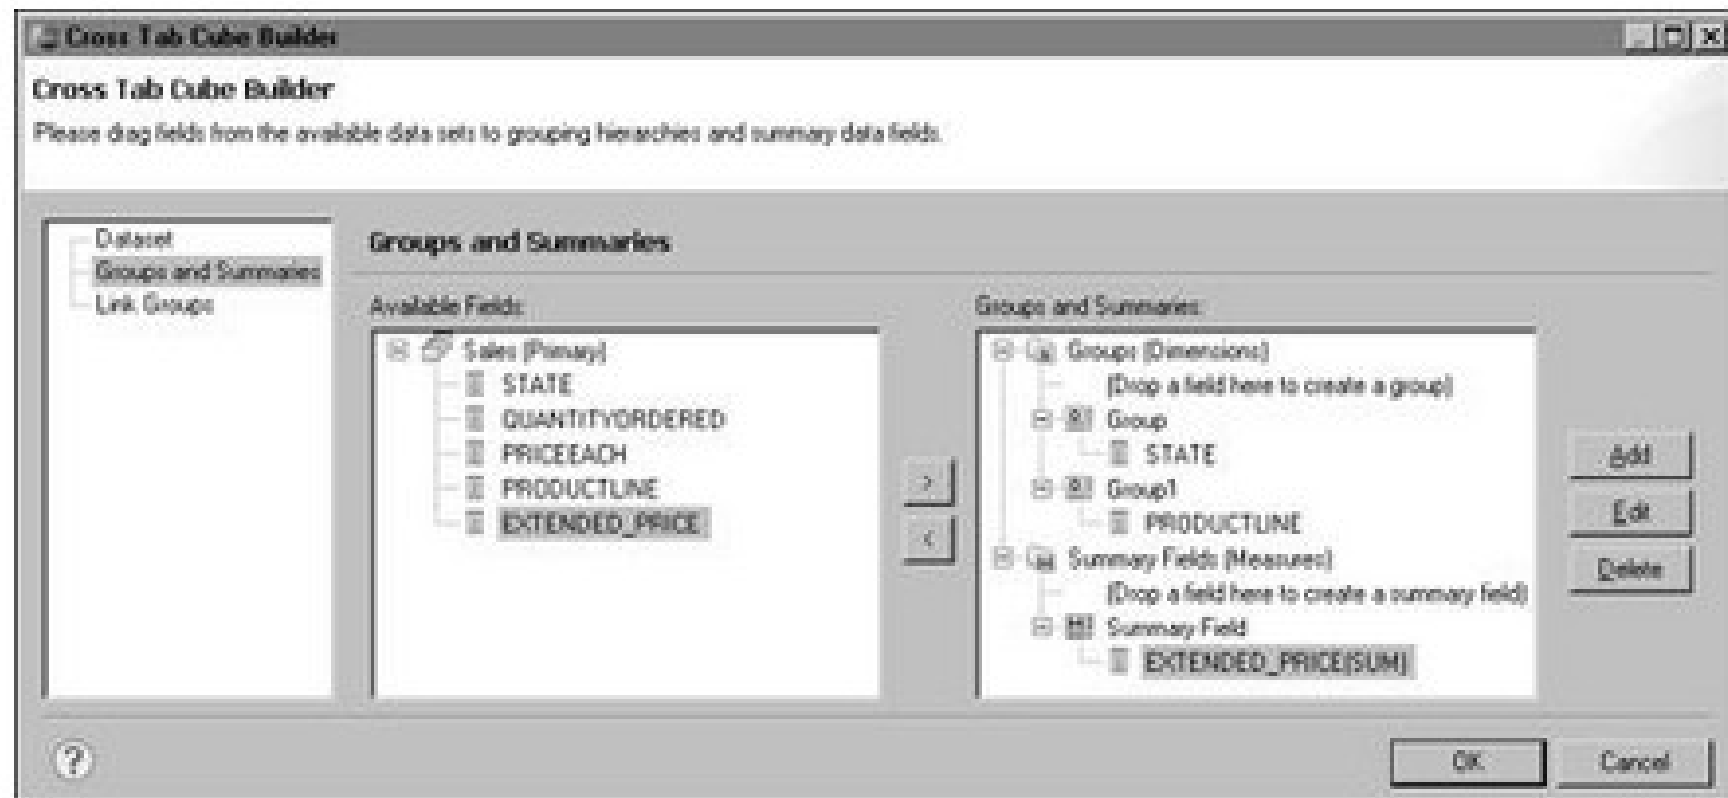 Cross Tab Cube Builder
Cross Tab Cube Builder
Please drag fields from the available data sets to grouping hierarchies and summary data fields.
Dataset
Groups and Summaries
Link Groups
Groups and Summaries
Available Fields:
Sales (Primary)
STATE
QUANTITYORDERED
PRICEEACH
PRODUCTLINE
EXTENDED_PRICE
>
<
Groups and Summaries:
Groups (Dimensions)
(Drop a field here to create a group)
Group
STATE
Group1
PRODUCTLINE
Summary Fields (Measures)
(Drop a field here to create a summary field)
Summary Field
EXTENDED_PRICE(SUM)
Add
Edit
Delete
?
OK
Cancel